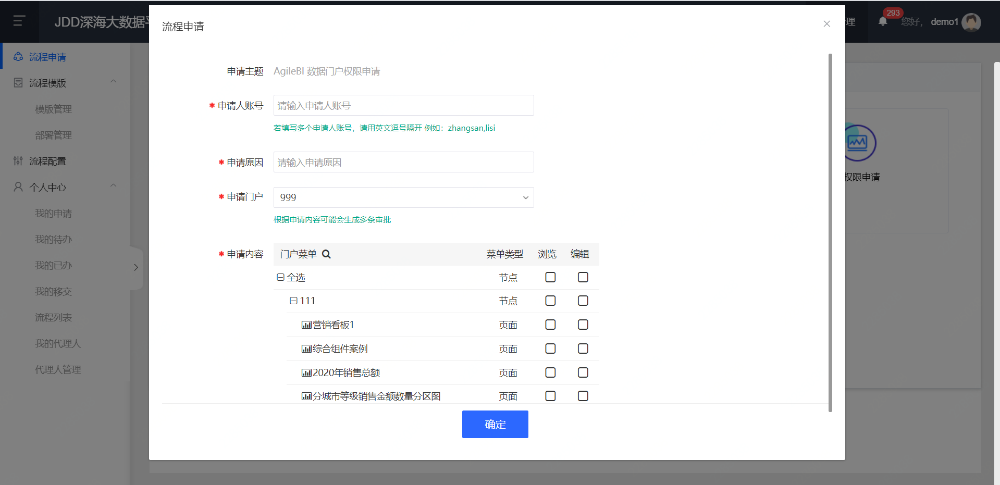 JDD深海大数据平
理
293
您好，
demo1
流程申请
流程模版
模版管理
部署管理
流程配置
个人中心
我的申请
我的待办
我的已办
我的移交
流程列表
我的代理人
代理人管理
流程申请
申请主题 AgileBI 数据门户权限申请
* 申请人账号 请输入申请人账号
若填写多个申请人账号，请用英文逗号隔开 例如：zhangsan,lisi
* 申请原因 请输入申请原因
* 申请门户 999
根据申请内容可能会生成多条审批
* 申请内容 门户菜单 菜单类型 浏览 编辑
全选 节点
111 节点
营销看板1 页面
综合组件案例 页面
2020年销售总额 页面
分城市等级销售金额数量分区图 页面
确定
权限申请